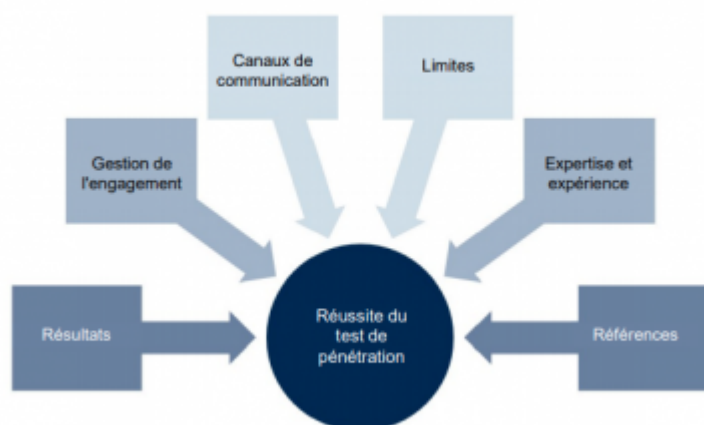 Canaux de
communication
Limites
Gestion de
l'engagement
Expertise et
expérience
Résultats
Réussite du
test de
pénétration
Références